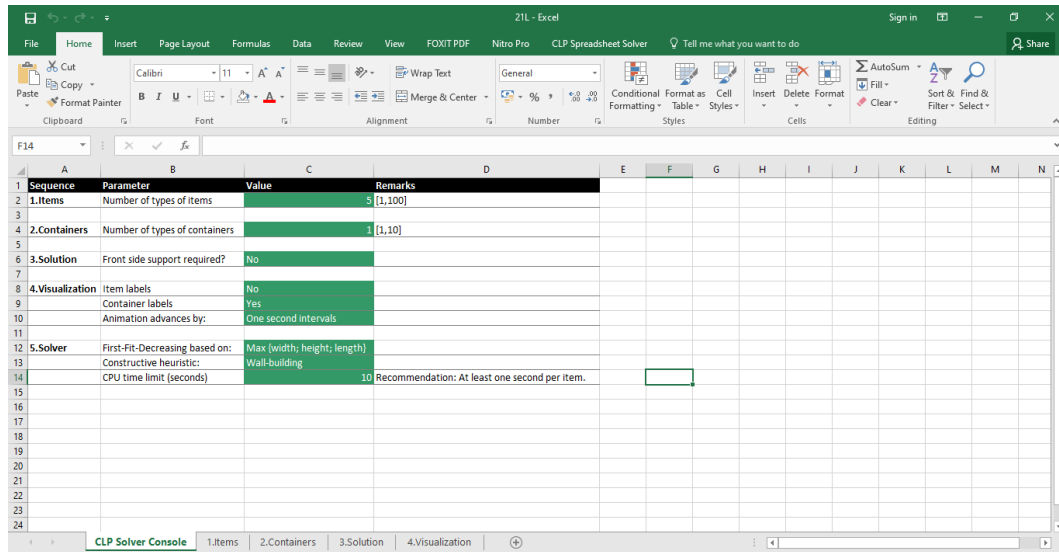 21L - Excel
Sign in
File Home Insert Page Layout Formulas Data Review View FOXIT PDF Nitro Pro CLP Spreadsheet Solver Tell me what you want to do Share
Paste
Cut
Copy
Format Painter
Clipboard
Calibri 11 A A
B I U A
Font
Wrap Text
Merge & Center
Alignment
General
% , .0 .00 .00 .0
Number
Conditional Formatting
Format as Table
Cell Styles
Styles
Insert Delete Format
Cells
AutoSum
Fill
Clear
Sort & Filter
Find & Select
Editing
F14 fx
A B C D E F G H I J K L M N
1 Sequence Parameter Value Remarks
2 1.Items Number of types of items 5 [1,100]
3
4 2.Containers Number of types of containers 1 [1,10]
5
6 3.Solution Front side support required? No
7
8 4.Visualization Item labels No
9 Container labels Yes
10 Animation advances by: One second intervals
11
12 5.Solver First-Fit-Decreasing based on: Max {width; height; length}
13 Constructive heuristic: Wall-building
14 CPU time limit (seconds) 10 Recommendation: At least one second per item.
15
16
17
18
19
20
21
22
23
24
CLP Solver Console 1.Items 2.Containers 3.Solution 4.Visualization